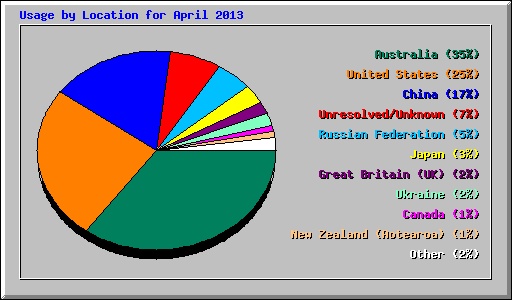 Usage by Location for April 2013
Australia (35%)
United States (25%)
China (17%)
Unresolved/Unknown (7%)
Russian Federation (5%)
Japan (3%)
Great Britain (UK) (2%)
Ukraine (2%)
Canada (1%)
New Zealand (Aotearoa) (1%)
Other (2%)